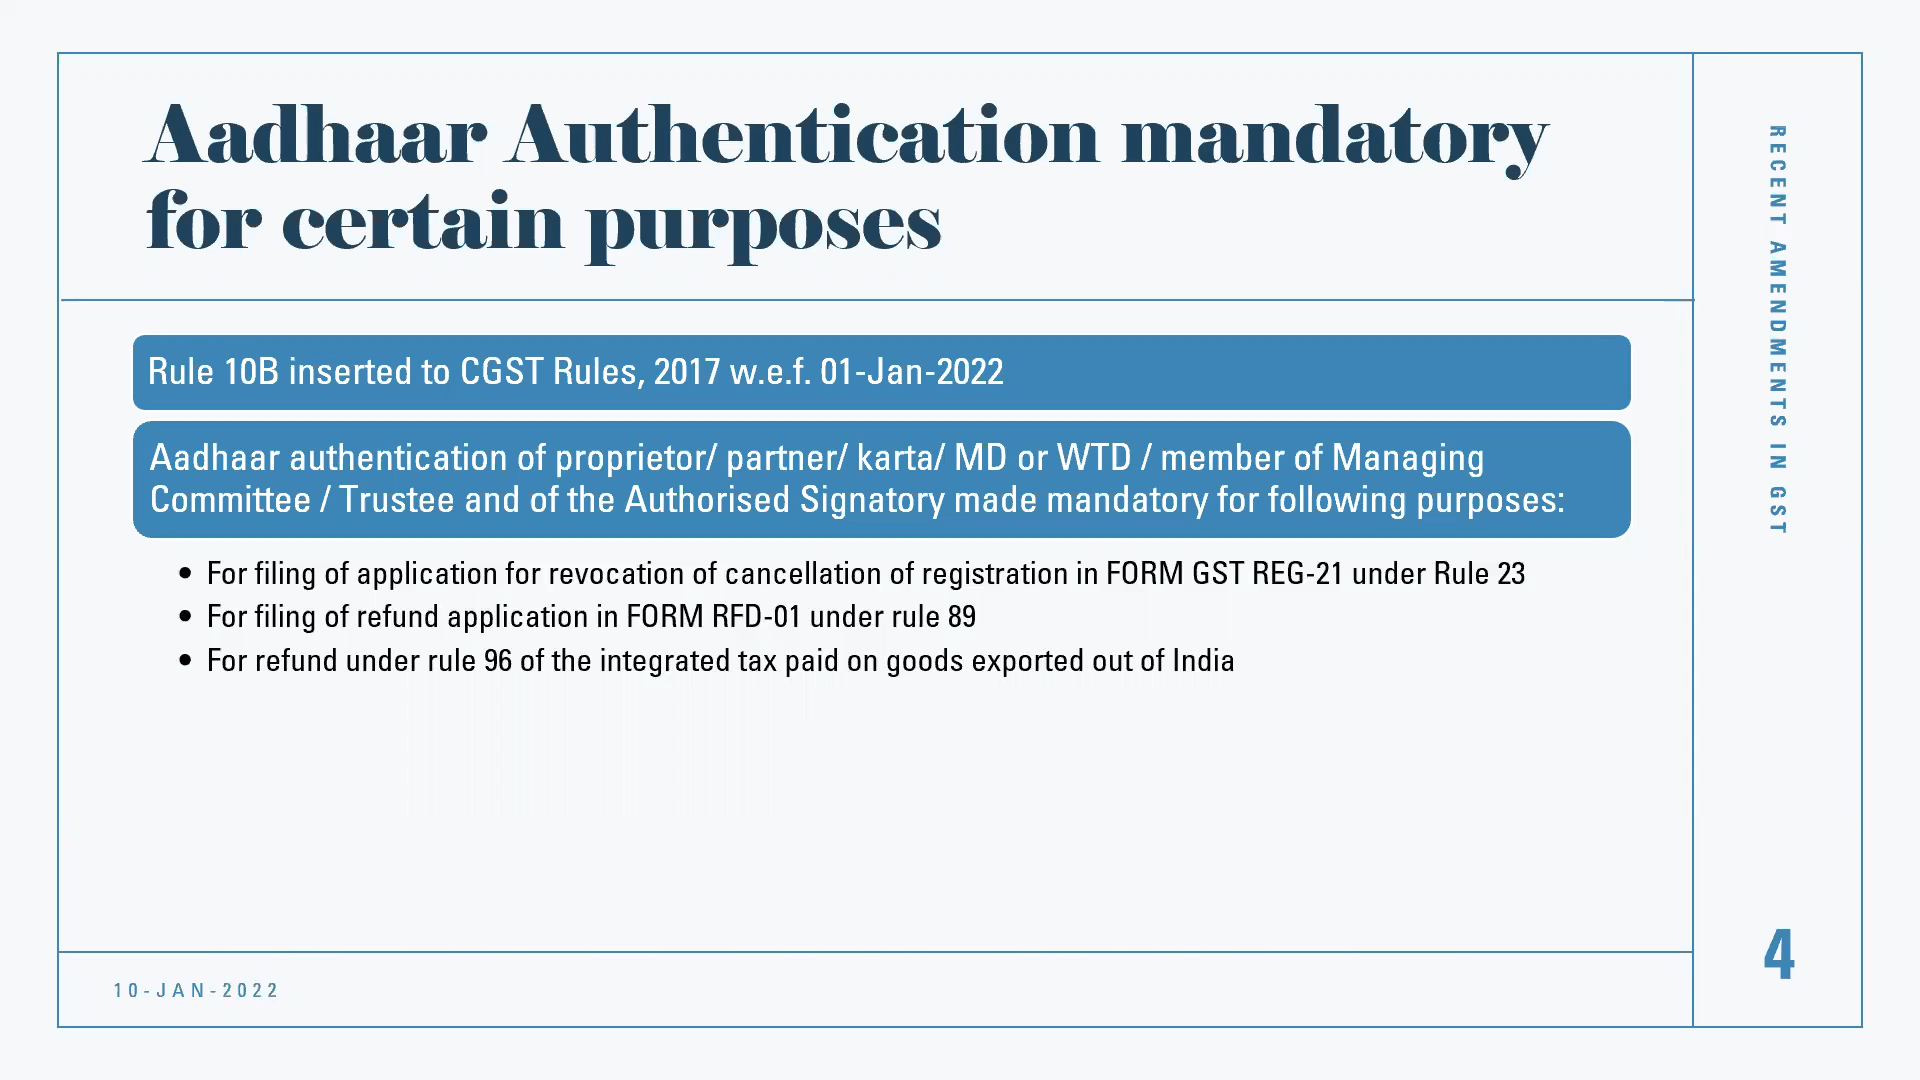 Aadhaar Authentication mandatory
for certain purposes
Rule 10B inserted to CGST Rules, 2017 w.e.f. 01-Jan-2022
Aadhaar authentication of proprietor/ partner/ karta/ MD or WTD / member of Managing
Committee / Trustee and of the Authorised Signatory made mandatory for following purposes:
• For filing of application for revocation of cancellation of registration in FORM GST REG-21 under Rule 23
• For filing of refund application in FORM RFD-01 under rule 89
• For refund under rule 96 of the integrated tax paid on goods exported out of India
RECENT AMENDMENTS IN GST
10-JAN-2022
4